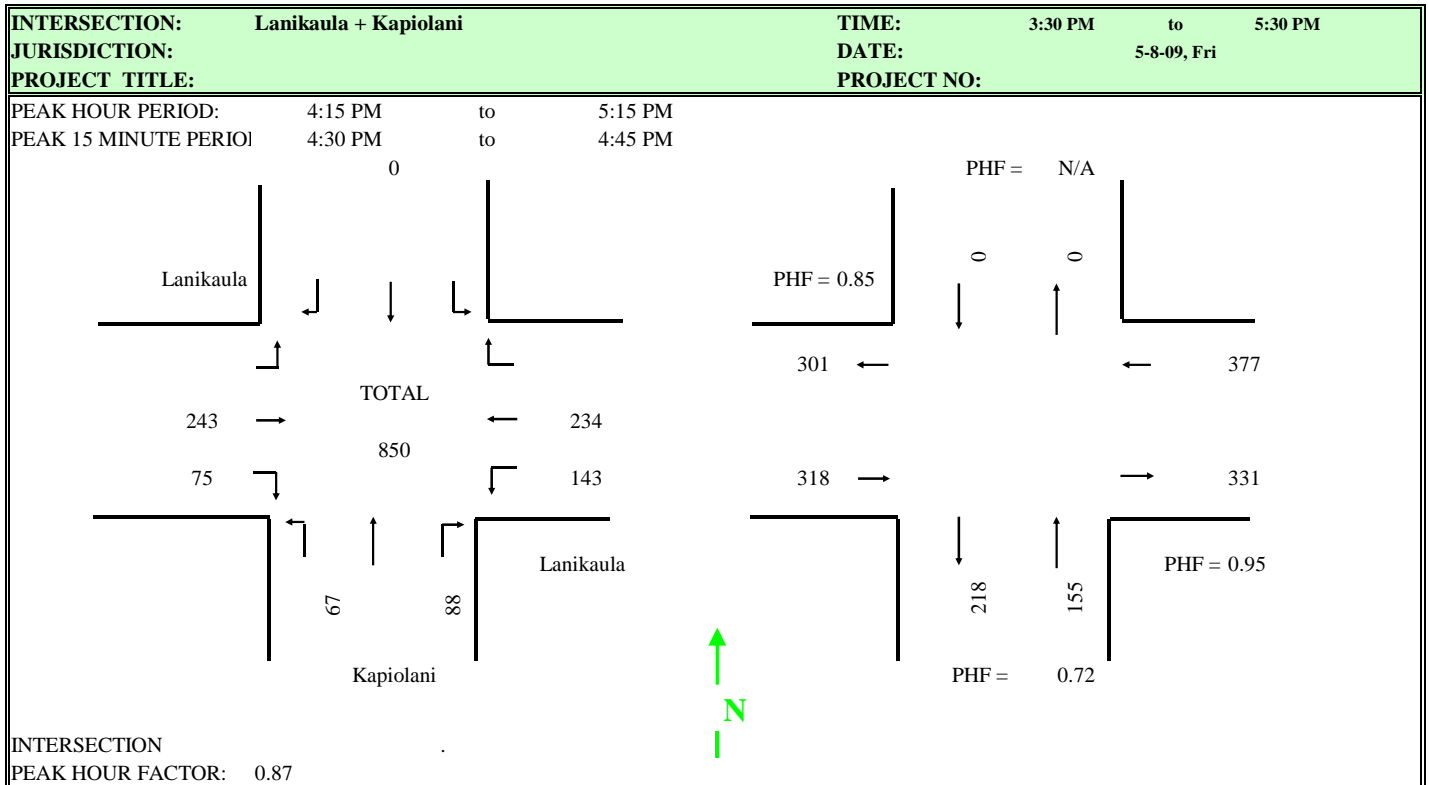 INTERSECTION: Lanikaula + Kapiolani TIME: 3:30 PM to 5:30 PM
JURISDICTION: DATE: 5-8-09, Fri
PROJECT TITLE: PROJECT NO:
PEAK HOUR PERIOD: 4:15 PM to 5:15 PM
PEAK 15 MINUTE PERIO 4:30 PM to 4:45 PM
0 PHF = N/A
0 0
Lanikaula PHF = 0.85
301 377
TOTAL
243 234
850
75 143 318 331
Lanikaula PHF = 0.95
67 88 218 155
Kapiolani PHF = 0.72
N
INTERSECTION .
PEAK HOUR FACTOR: 0.87